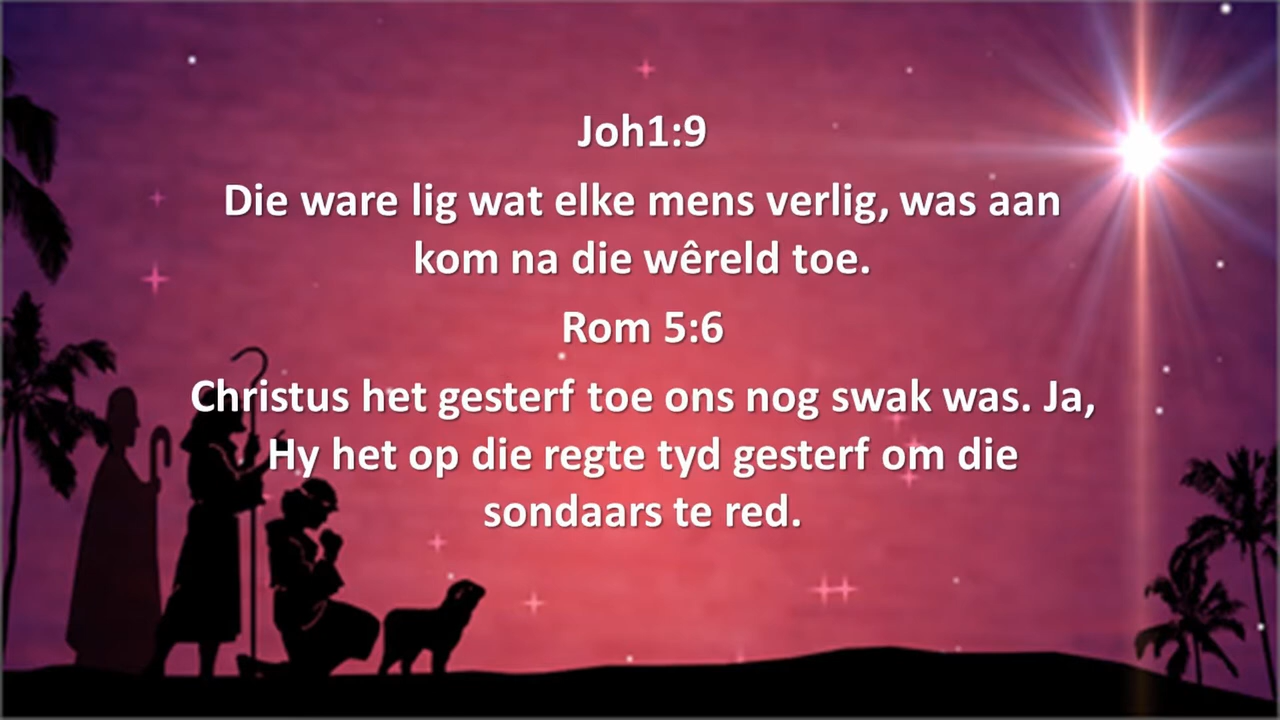 Joh1:9
Die ware lig wat elke mens verlig, was aan
kom na die wêreld toe.
Rom 5:6
Christus het gesterf toe ons nog swak was. Ja,
Hy het op die regte tyd gesterf om die
sondaars te red.